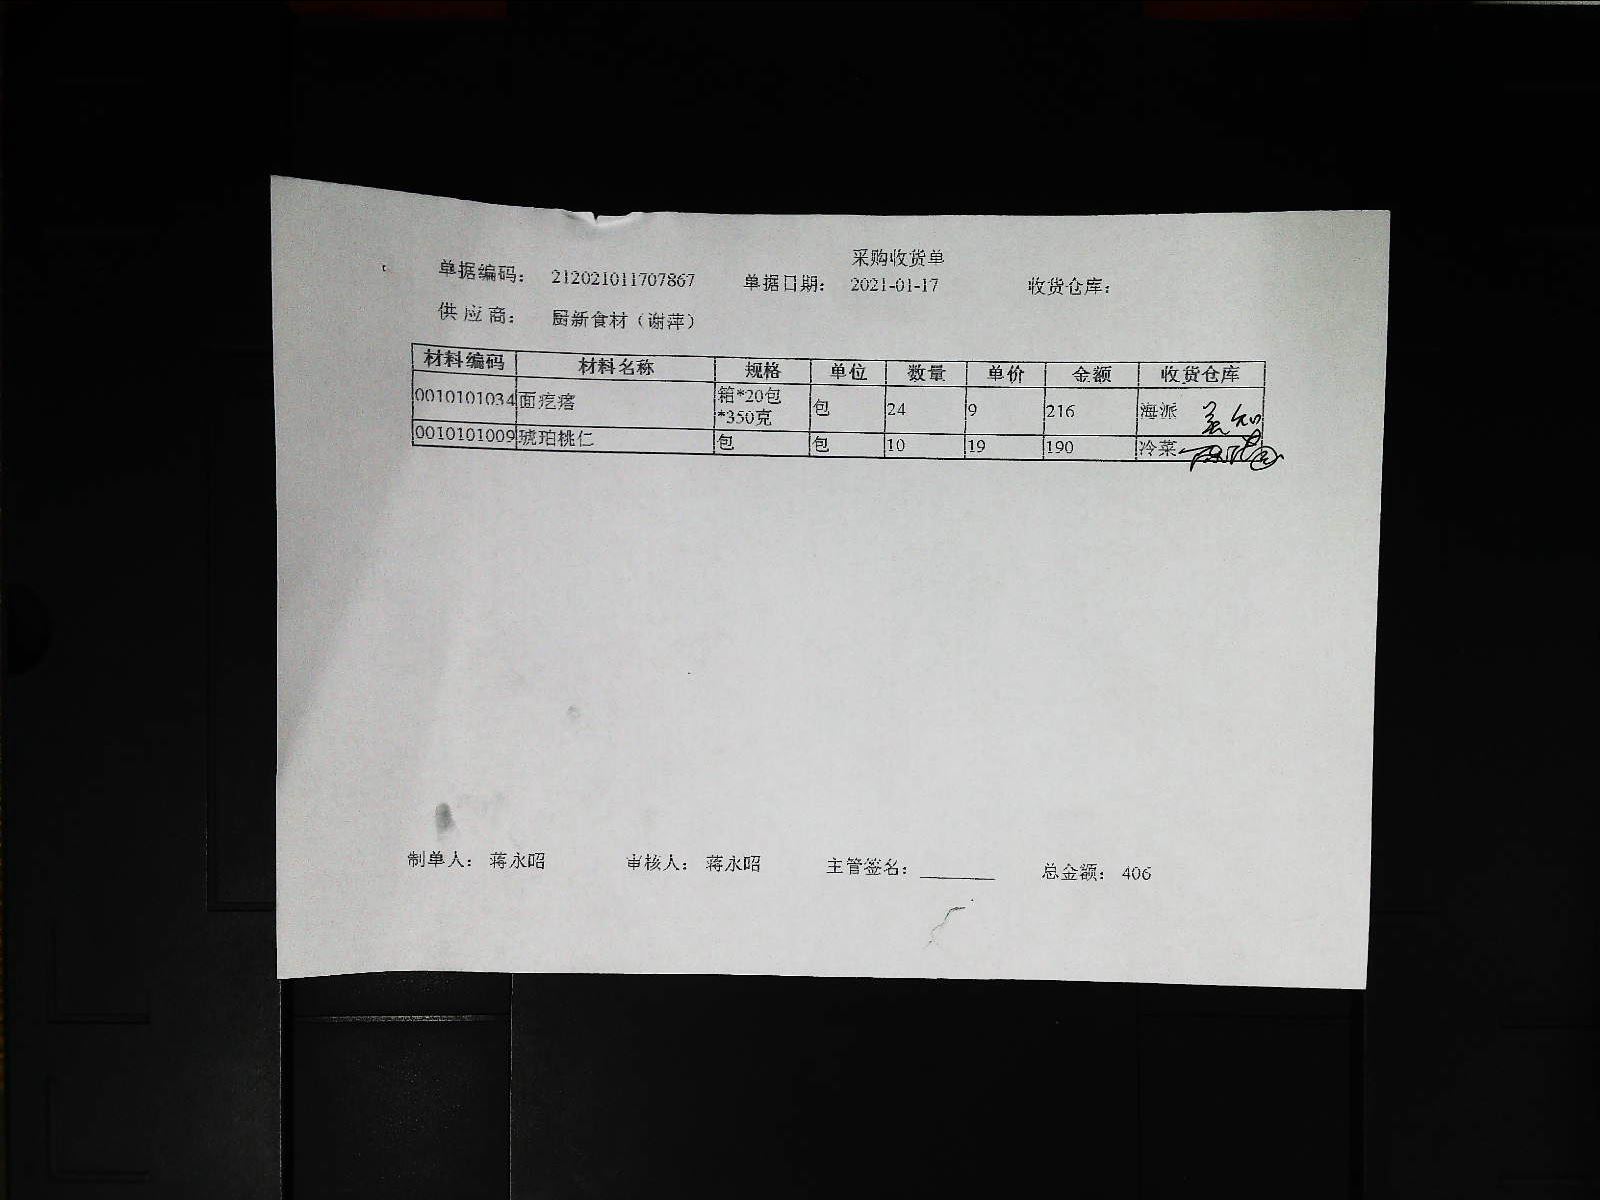 采购收货单
单据编码： 212021011707867 单据日期： 2021-01-17 收货仓库：
供 应 商： 厨新食材（谢萍）
材料编码 材料名称 规格 单位 数量 单价 金额 收货仓库
0010101034 面疙瘩 箱*20包 包 24 9 216 海派
*350克
0010101009 琥珀桃仁 包 包 10 19 190 冷菜
制单人： 蒋永昭 审核人： 蒋永昭 主管签名： 总金额： 406